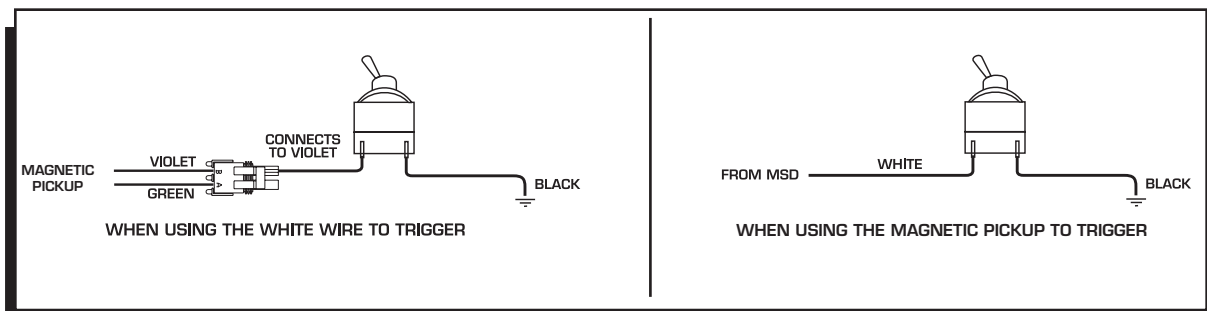 MAGNETIC
PICKUP
VIOLET
GREEN
B
A
CONNECTS
TO VIOLET
BLACK
WHEN USING THE WHITE WIRE TO TRIGGER
FROM MSD
WHITE
BLACK
WHEN USING THE MAGNETIC PICKUP TO TRIGGER